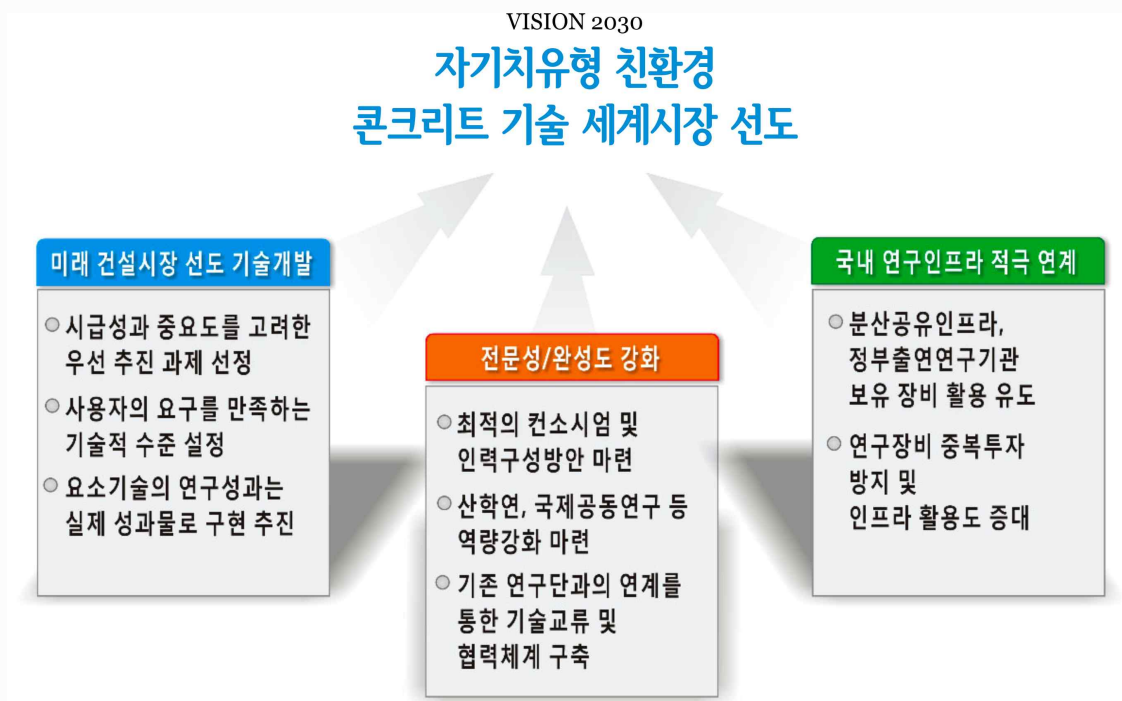 VISION 2030
자기치유형 친환경
콘크리트 기술 세계시장 선도
미래 건설시장 선도 기술개발
시급성과 중요도를 고려한
우선 추진 과제 선정
사용자의 요구를 만족하는
기술적 수준 설정
요소기술의 연구성과는
실제 성과물로 구현 추진
전문성/완성도 강화
최적의 컨소시엄 및
인력구성방안 마련
산학연, 국제공동연구 등
역량강화 마련
기존 연구단과의 연계를
통한 기술교류 및
협력체계 구축
국내 연구인프라 적극 연계
분산공유인프라,
정부출연연구기관
보유 장비 활용 유도
연구장비 중복투자
방지 및
인프라 활용도 증대